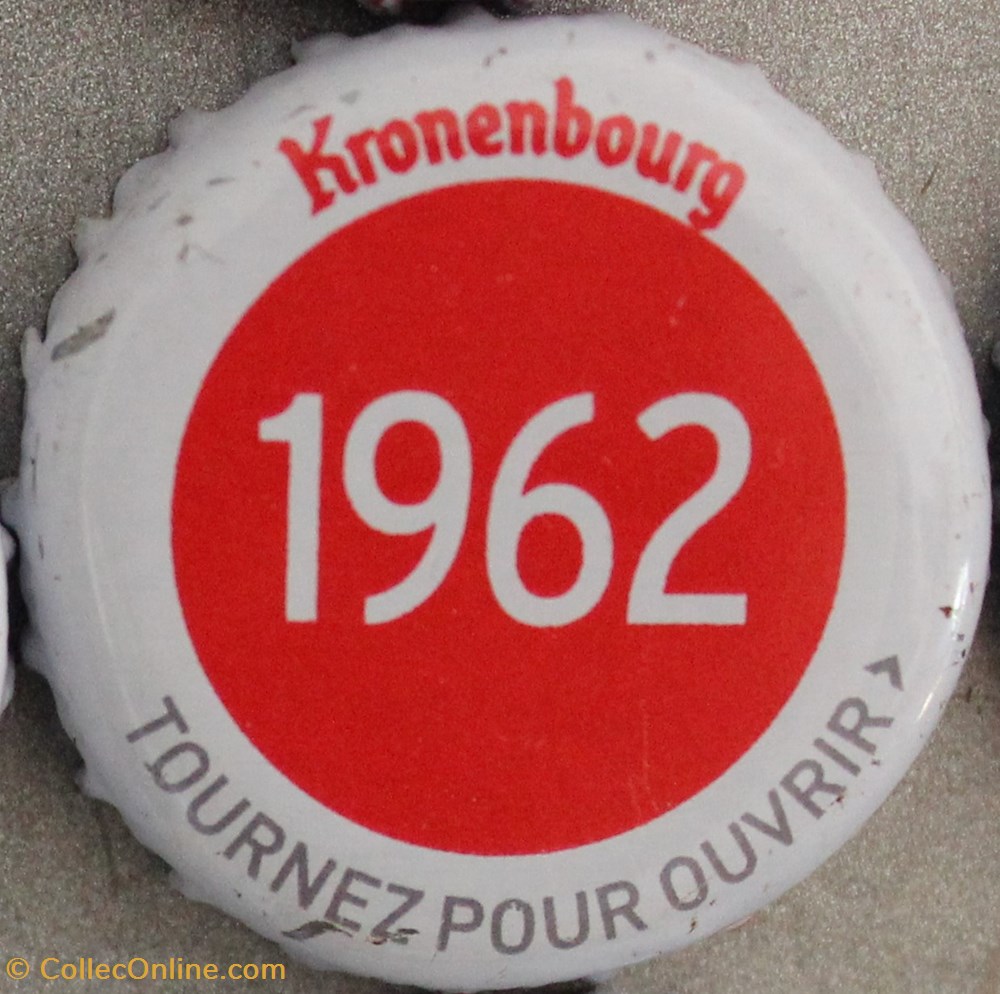 Kronenbourg
1962
TOURNEZ POUR OUVRIR >
© CollecOnline.com